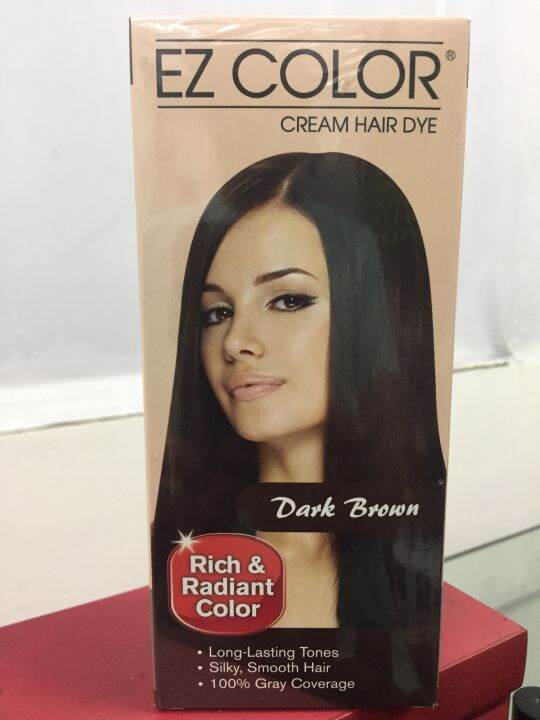 EZ COLOR®
CREAM HAIR DYE
Dark Brown
Rich &
Radiant
Color
• Long-Lasting Tones
• Silky, Smooth Hair
• 100% Gray Coverage